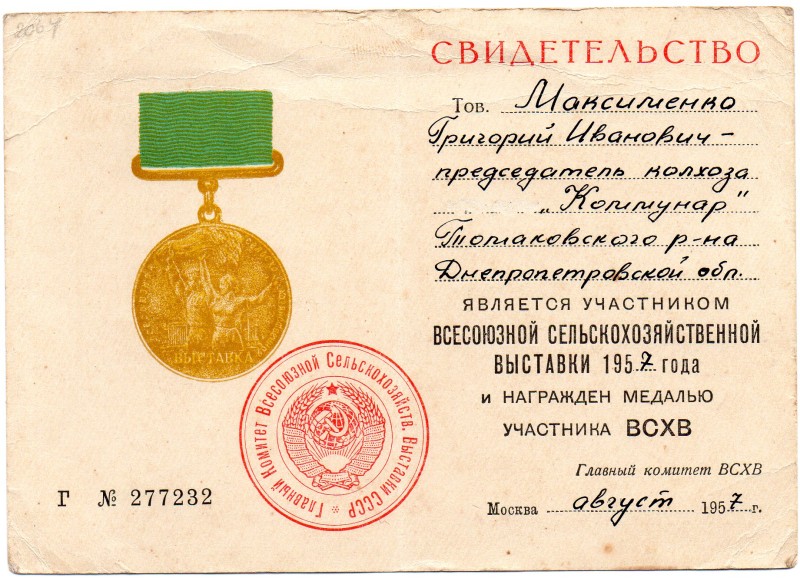 2064
СВИДЕТЕЛЬСТВО
Тов. Максименко
Григорий Иванович –
председатель колхоза
„Коммунар"
Томаковского р-на
Днепропетровской обл.
ЯВЛЯЕТСЯ УЧАСТНИКОМ
ВСЕСОЮЗНОЙ СЕЛЬСКОХОЗЯЙСТВЕННОЙ
ВЫСТАВКИ 1957 года
и НАГРАЖДЕН МЕДАЛЬЮ
УЧАСТНИКА ВСХВ
Главный комитет ВСХВ
Москва август 1957 г.
ВЫСТАВКА
Главный Комитет Всесоюзной Сельскохозяйств. Выставки СССР
Г № 277232